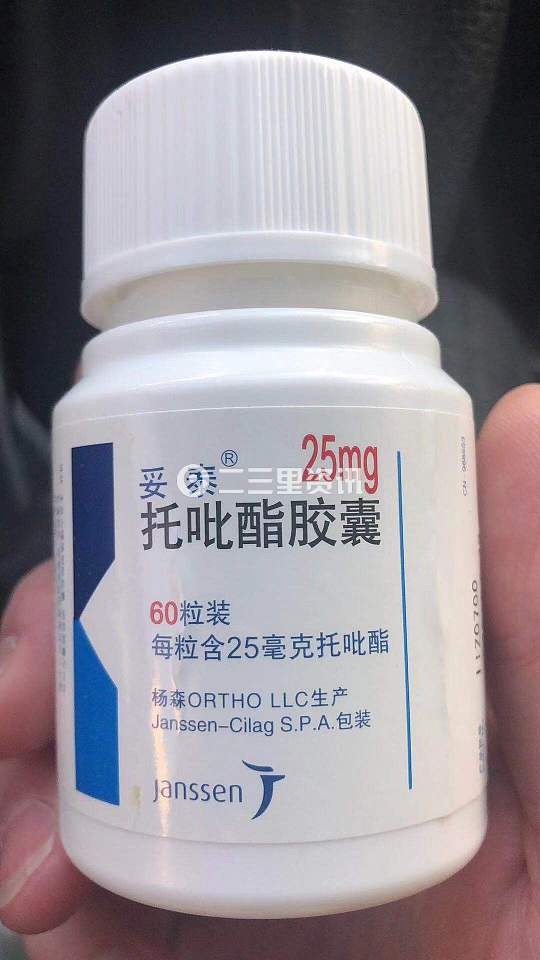 妥泰®
25mg
二三里资讯
托吡酯胶囊
60粒装
每粒含25毫克托吡酯
杨森ORTHO LLC生产
Janssen-Cilag S.P.A.包装
janssen